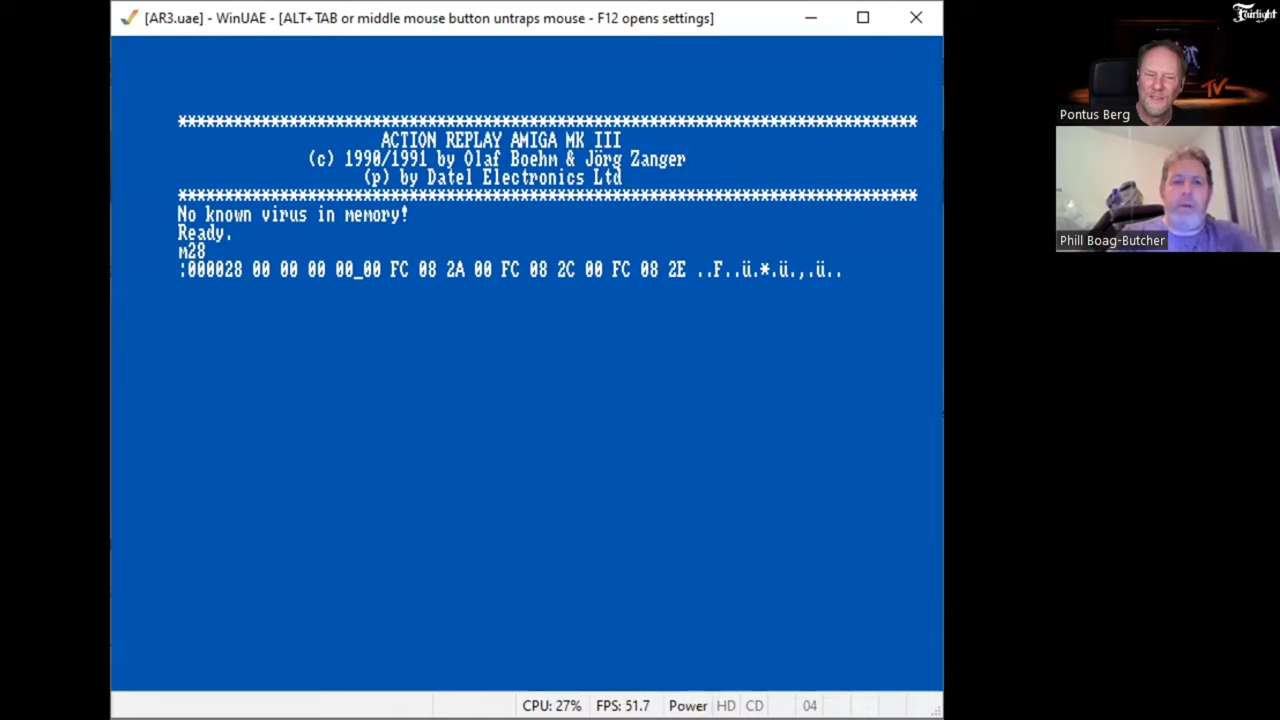 [AR3.uae] - WinUAE - [ALT+TAB or middle mouse button untraps mouse - F12 opens settings]
Fairlight
TV
Pontus Berg
Phill Boag-Butcher
********************************************************************************
ACTION REPLAY AMIGA MK III
(c) 1990/1991 by Olaf Boehm & Jörg Zanger
(p) by Datel Electronics Ltd
********************************************************************************
No known virus in memory!
Ready.
m28
:000028 00 00 00 00_00 FC 08 2A 00 FC 08 2C 00 FC 08 2E ..F..ü.*.ü.,.ü..
CPU: 27% FPS: 51.7 Power HD CD 04